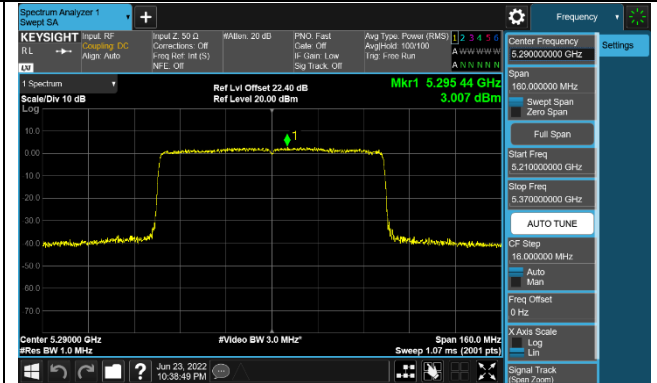 Spectrum Analyzer 1
Swept SA
+
Frequency
KEYSIGHT
RL
LXI
Input: RF
Coupling: DC
Align: Auto
Input Z: 50 Ω
Corrections: Off
Freq Ref: Int (S)
NFE: Off
#Atten: 20 dB
PNO: Fast
Gate: Off
IF Gain: Low
Sig Track: Off
Avg Type: Power (RMS)
Avg|Hold: 100/100
Trig: Free Run
1 2 3 4 5 6
A W W W W W
A N N N N N
1 Spectrum
Scale/Div 10 dB
Log
Ref Lvl Offset 22.40 dB
Ref Level 20.00 dBm
Mkr1 5.295 44 GHz
3.007 dBm
10.0
0.00
-10.0
-20.0
-30.0
-40.0
-50.0
-60.0
-70.0
1
Center 5.29000 GHz
#Res BW 1.0 MHz
#Video BW 3.0 MHz*
Span 160.0 MHz
Sweep 1.07 ms (2001 pts)
Jun 23, 2022
10:38:49 PM
?
Center Frequency
5.290000000 GHz
Settings
Span
160.000000 MHz
Swept Span
Zero Span
Full Span
Start Freq
5.210000000 GHz
Stop Freq
5.370000000 GHz
AUTO TUNE
CF Step
16.000000 MHz
Auto
Man
Freq Offset
0 Hz
X Axis Scale
Log
Lin
Signal Track
(Span Zoom)